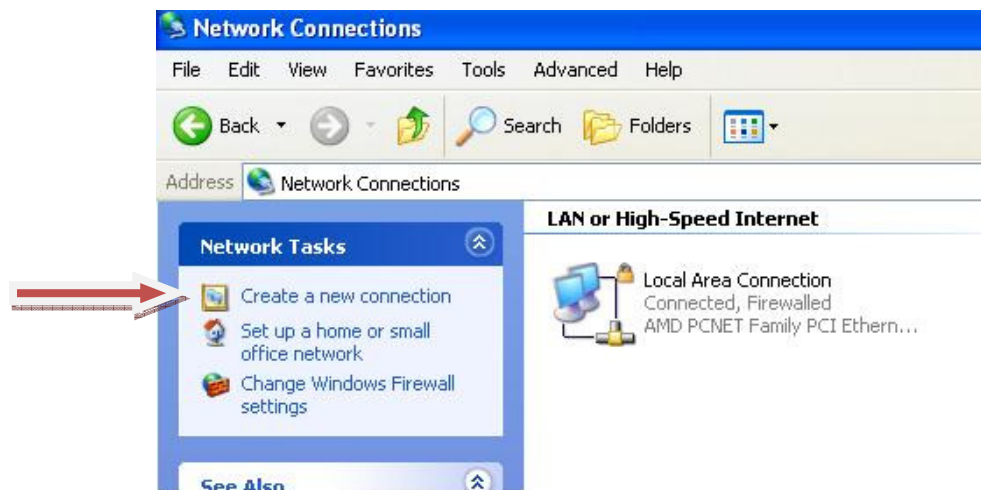 Network Connections
File Edit View Favorites Tools Advanced Help
Back Search Folders
Address Network Connections
Network Tasks
Create a new connection
Set up a home or small
office network
Change Windows Firewall
settings
See Also
LAN or High-Speed Internet
Local Area Connection
Connected, Firewalled
AMD PCNET Family PCI Ethern...